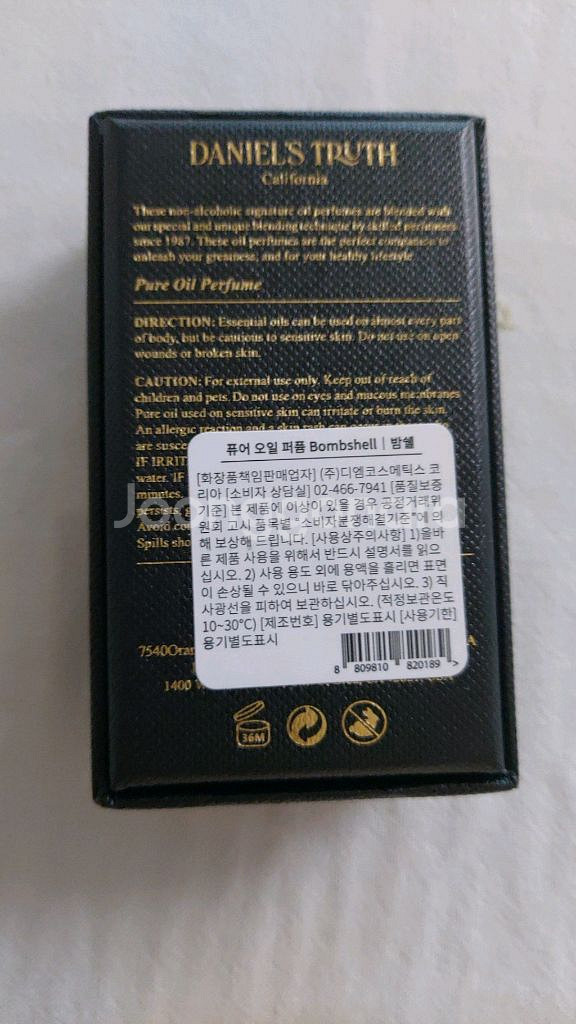 DANIEL'S TRUTH
California
These non-alcoholic signature oil perfumes are blended with
our special and unique blending technique by skilled perfumers
since 1987. These oil perfumes are the perfect companion to
unleash your greatness, and for your healthy lifestyle
Pure Oil Perfume
DIRECTION: Essential oils can be used on almost every part
of body, but be cautious to sensitive skin. Do not use on open
wounds or broken skin.
CAUTION: For external use only. Keep out of reach of
children and pets. Do not use on eyes and mucous membranes
Pure oil used on sensitive skin can irritate or burn the skin.
An allergic reaction and a skin rash can
are
IF
water. IF
minutes.
persists,
Avoid
Spills
퓨어 오일 퍼퓸 Bombshell | 밤쉘
[화장품책임판매업자] (주)디엠코스메틱스 코
리아 [소비자 상담실] 02-466-7941 [품질보증
기준] 본 제품에 이상이 있을 경우 공정거래위
원회 고시 품목별 "소비자분쟁해결기준"에 의
해 보상해 드립니다. [사용상주의사항] 1)올바
른 제품 사용을 위해서 반드시 설명서를 읽으
십시오. 2) 사용 용도 외에 용액을 흘리면 표면
이 손상될 수 있으니 바로 닦아주십시오. 3) 직
사광선을 피하여 보관하십시오. (적정보관온도
10~30°C) [제조번호] 용기별도표시 [사용기한]
용기별도표시
8 809810 820189 >
1400
36M